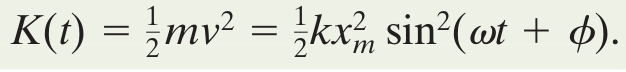 K(t) = ½mv² = ½kx²ₘ sin²(ωt + ϕ).